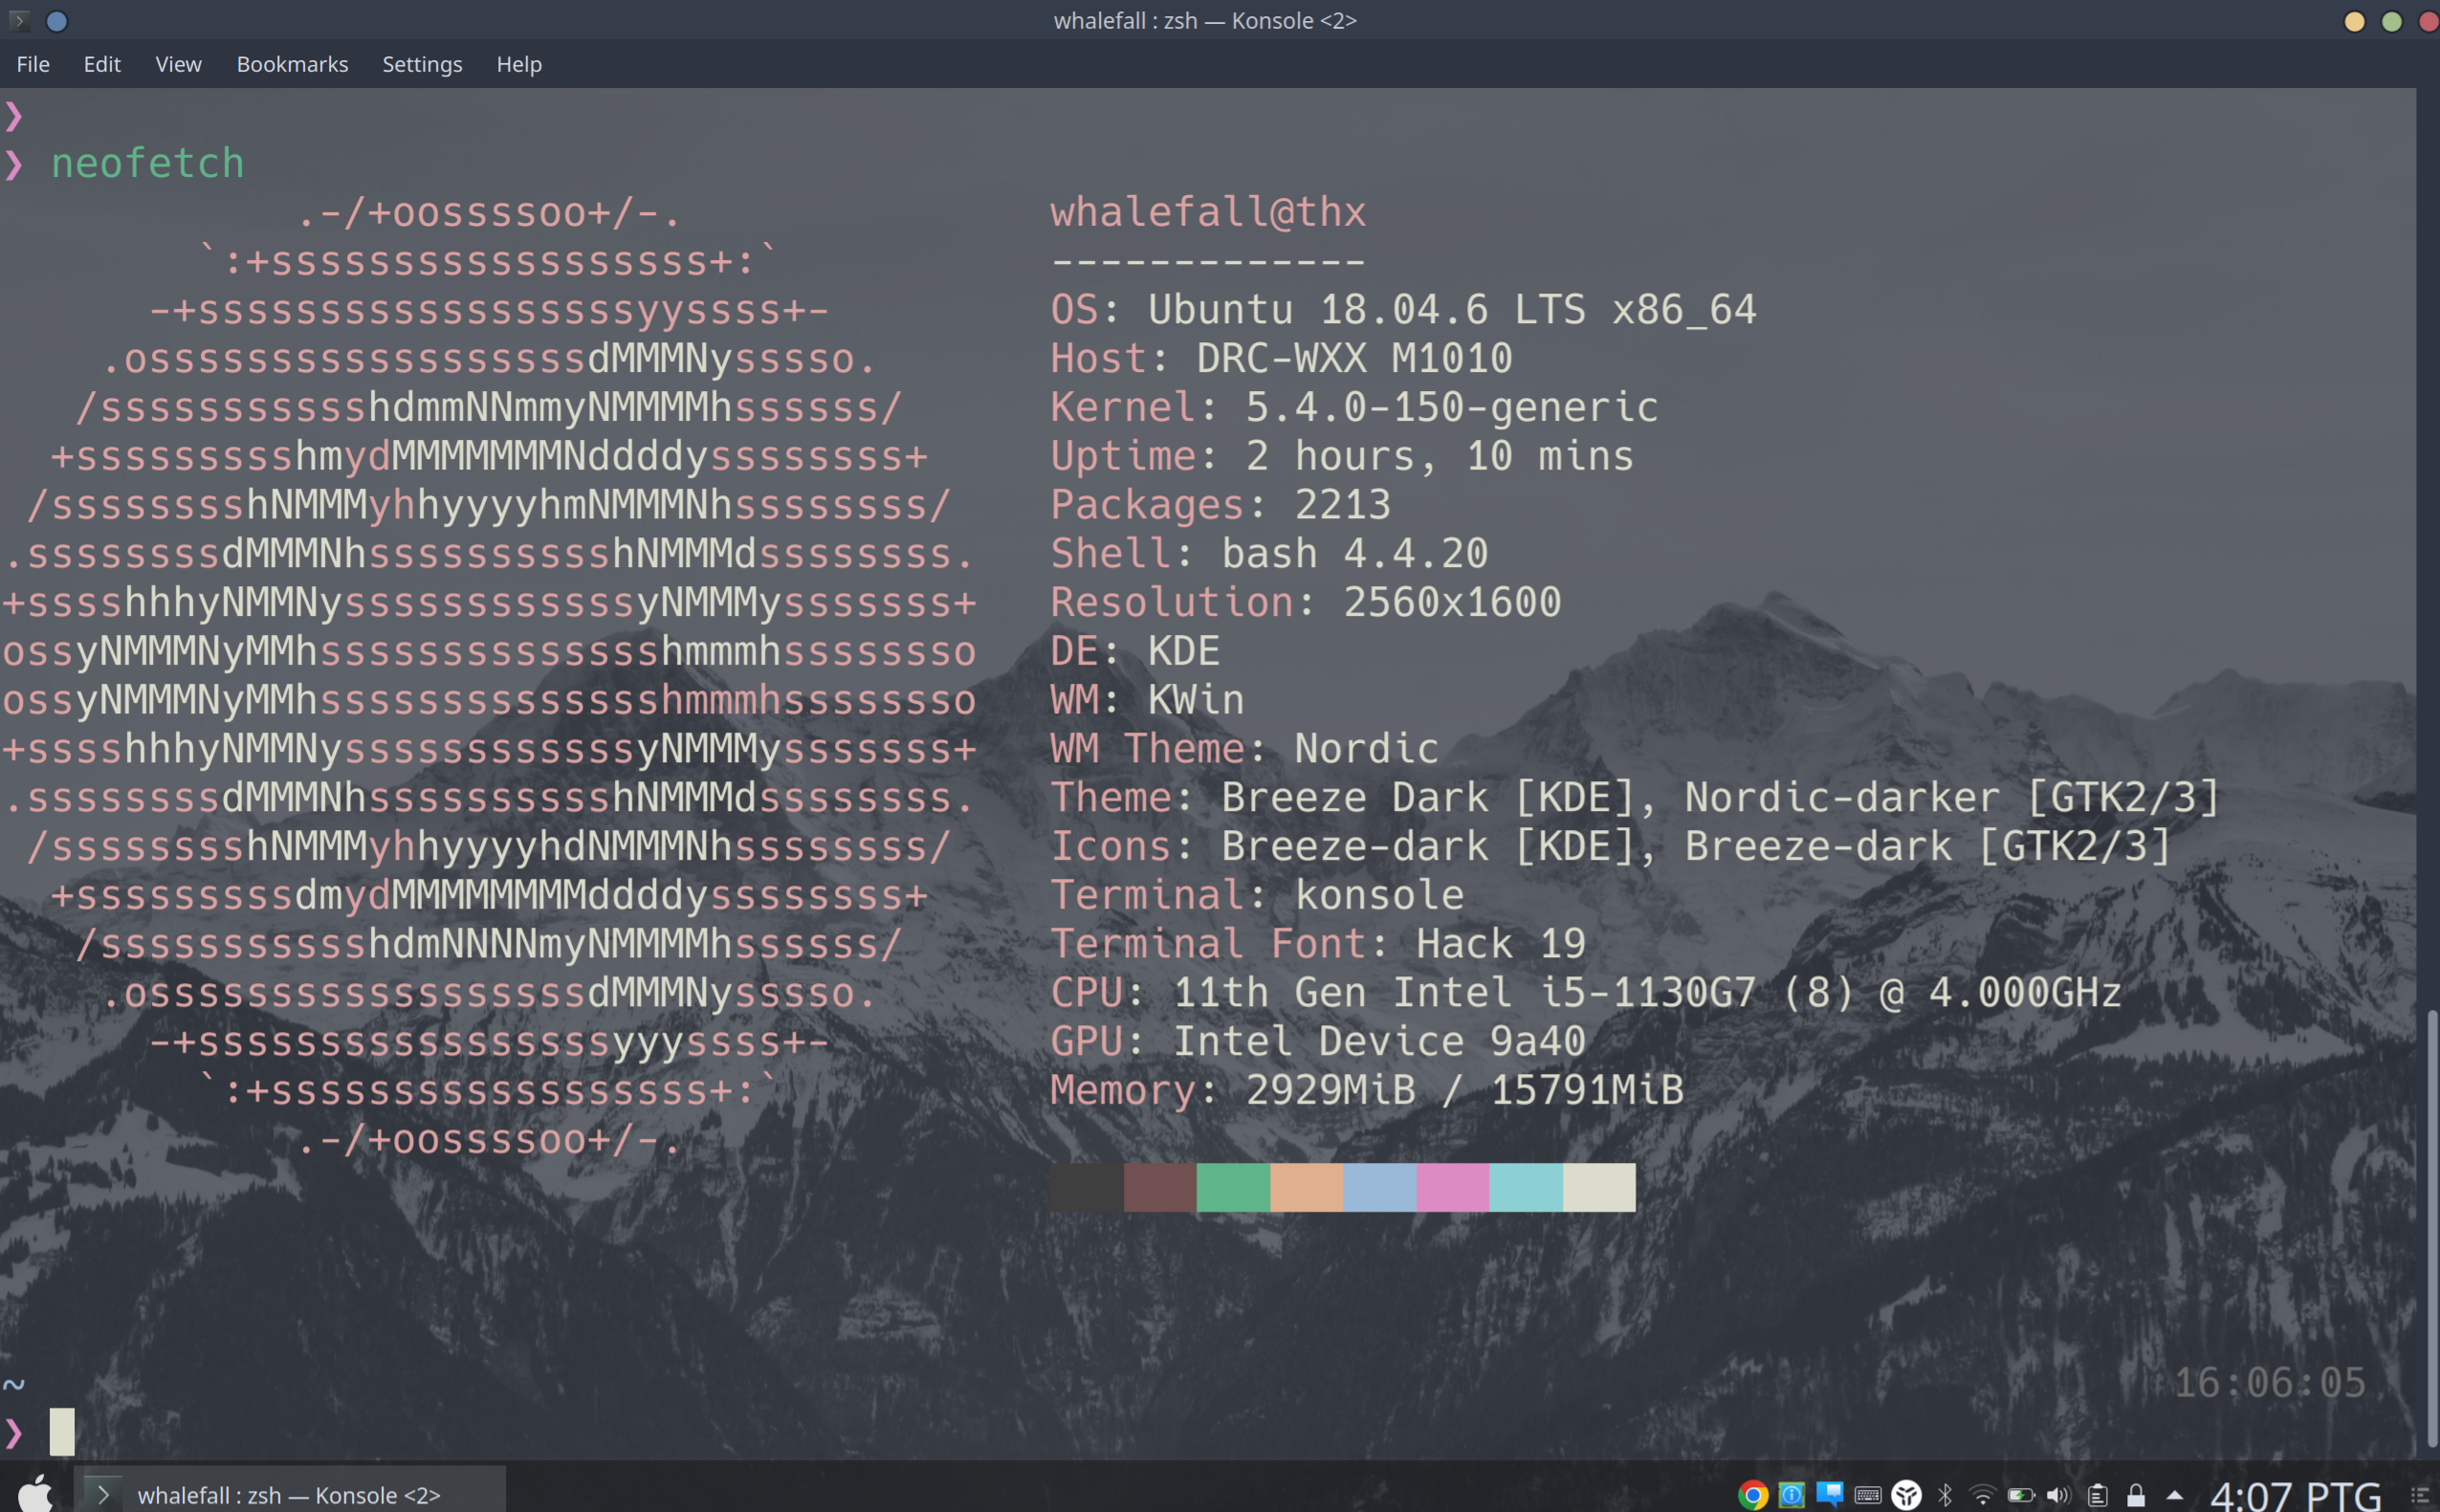 whalefall : zsh — Konsole <2>
File Edit View Bookmarks Settings Help
❯
❯ neofetch
            .-/+oossssoo+/-.               whalefall@thx
        `:+ssssssssssssssssss+:`           -------------
      -+ssssssssssssssssssyyssss+-         OS: Ubuntu 18.04.6 LTS x86_64
    .ossssssssssssssssssdMMMNysssso.       Host: DRC-WXX M1010
   /ssssssssssshdmmNNmmyNMMMMhssssss/      Kernel: 5.4.0-150-generic
  +ssssssssshmydMMMMMMMNddddyssssssss+     Uptime: 2 hours, 10 mins
 /sssssssshNMMMyhhyyyyhmNMMMNhssssssss/    Packages: 2213
.ssssssssdMMMNhsssssssssshNMMMdssssssss.   Shell: bash 4.4.20
+sssshhhyNMMNyssssssssssssyNMMMysssssss+   Resolution: 2560x1600
ossyNMMMNyMMhsssssssssssssshmmmhssssssso   DE: KDE
ossyNMMMNyMMhsssssssssssssshmmmhssssssso   WM: KWin
+sssshhhyNMMNyssssssssssssyNMMMysssssss+   WM Theme: Nordic
.ssssssssdMMMNhsssssssssshNMMMdssssssss.   Theme: Breeze Dark [KDE], Nordic-darker [GTK2/3]
 /sssssssshNMMMyhhyyyyhdNMMMNhssssssss/    Icons: Breeze-dark [KDE], Breeze-dark [GTK2/3]
  +sssssssssdmydMMMMMMMMddddyssssssss+     Terminal: konsole
   /ssssssssssshdmNNNNmyNMMMMhssssss/      Terminal Font: Hack 19
    .ossssssssssssssssssdMMMNysssso.       CPU: 11th Gen Intel i5-1130G7 (8) @ 4.000GHz
      -+sssssssssssssssssyyyssss+-         GPU: Intel Device 9a40
        `:+ssssssssssssssssss+:`           Memory: 2929MiB / 15791MiB
            .-/+oossssoo+/-.
~ 16:06:05
❯
whalefall : zsh — Konsole <2> 4:07 PTG